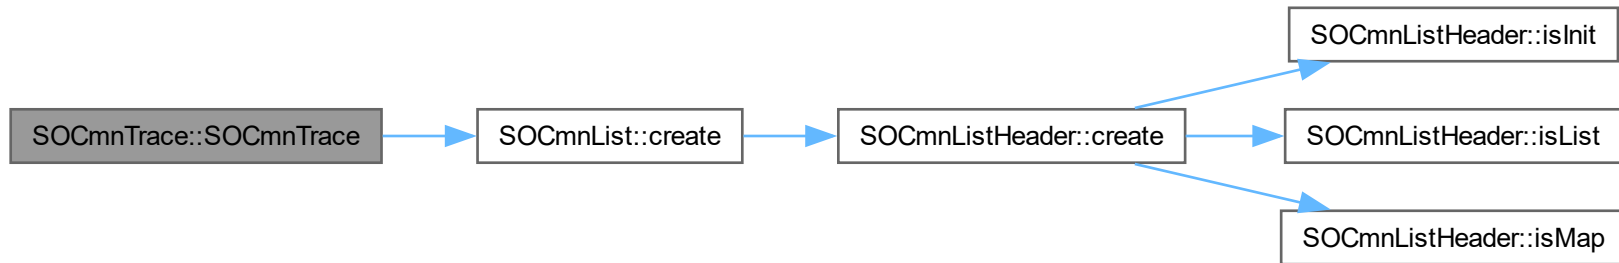 SOCmnTrace::SOCmnTrace
SOCmnList::create
SOCmnListHeader::create
SOCmnListHeader::isInit
SOCmnListHeader::isList
SOCmnListHeader::isMap